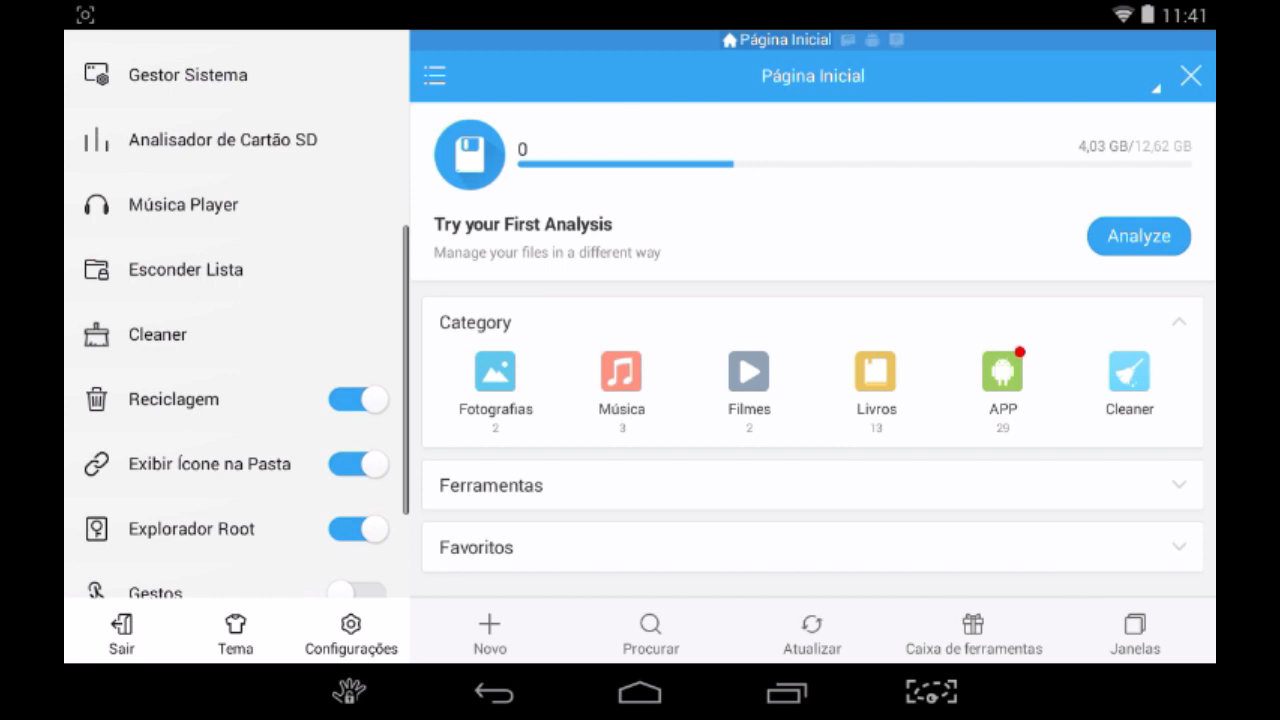 11:41
Gestor Sistema
Analisador de Cartão SD
Música Player
Esconder Lista
Cleaner
Reciclagem
Exibir Ícone na Pasta
Explorador Root
Gestos
Sair
Tema
Configurações
Página Inicial
Página Inicial
0
4,03 GB/12,62 GB
Try your First Analysis
Manage your files in a different way
Analyze
Category
Fotografias
2
Música
3
Filmes
2
Livros
13
APP
29
Cleaner
Ferramentas
Favoritos
Novo
Procurar
Atualizar
Caixa de ferramentas
Janelas